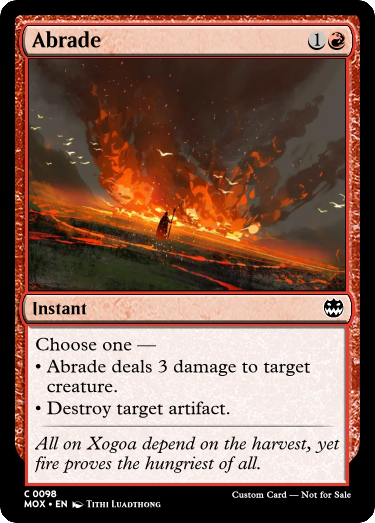 Abrade 1
Instant
Choose one —
• Abrade deals 3 damage to target
creature.
• Destroy target artifact.
All on Xogoa depend on the harvest, yet
fire proves the hungriest of all.
C 0098
MOX • EN Tithi Luadthong
Custom Card — Not for Sale